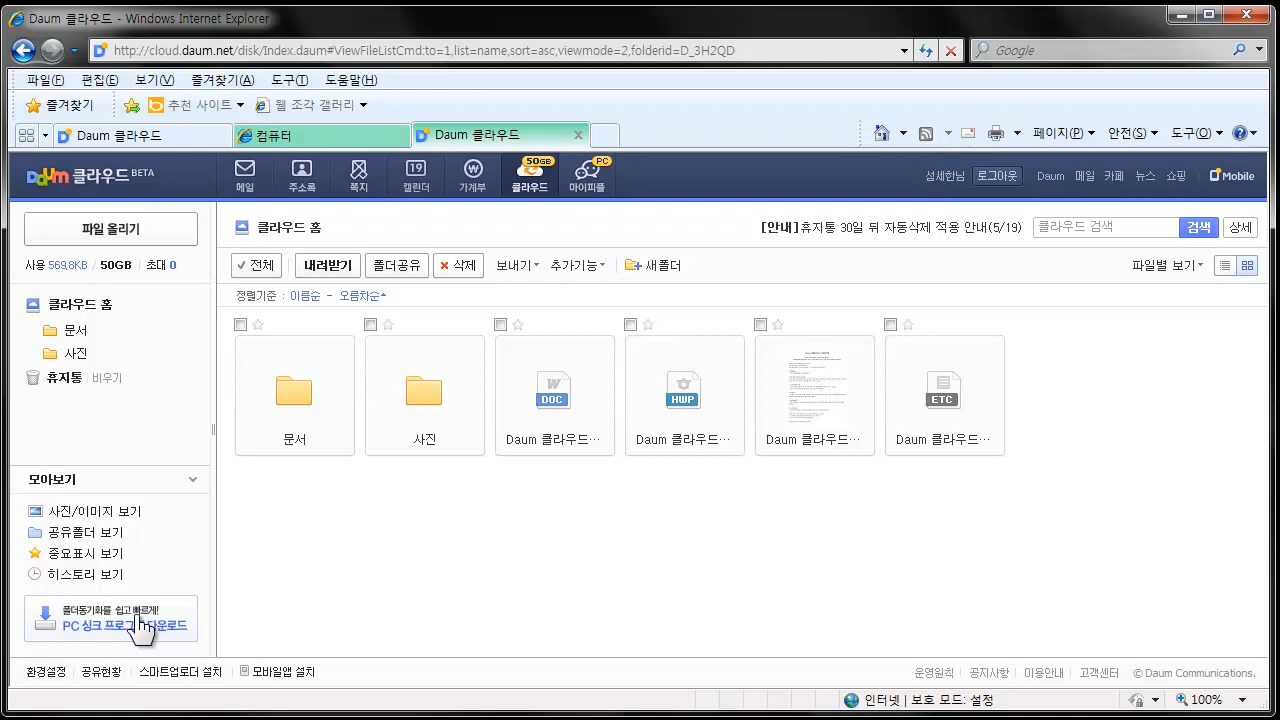 Daum 클라우드 - Windows Internet Explorer
http://cloud.daum.net/disk/Index.daum#ViewFileListCmd:to=1,list=name,sort=asc,viewmode=2,folderid=D_3H2QD
Google
파일(F) 편집(E) 보기(V) 즐겨찾기(A) 도구(T) 도움말(H)
즐겨찾기 추천 사이트 웹 조각 갤러리
Daum 클라우드 컴퓨터 Daum 클라우드 페이지(P) 안전(S) 도구(O)
Daum 클라우드 BETA
메일 주소록 쪽지 19 캘린더 가계부 50GB 클라우드 PC 마이피플
섬세한님 로그아웃 Daum 메일 카페 뉴스 쇼핑 Mobile
파일 올리기
사용 569.8KB / 50GB 초대 0
클라우드 홈
문서
사진
휴지통
모아보기
사진/이미지 보기
공유폴더 보기
중요표시 보기
히스토리 보기
폴더동기화를 쉽고 빠르게!
PC 싱크 프로그 다운로드
클라우드 홈
[안내]휴지통 30일 뒤 자동삭제 적용 안내(5/19)
클라우드 검색 검색 상세
전체 내려받기 폴더공유 삭제 보내기 추가기능 새폴더 파일별 보기
정렬기준 : 이름순 - 오름차순
W DOC HWP ETC
문서 사진 Daum 클라우드… Daum 클라우드… Daum 클라우드… Daum 클라우드…
환경설정 공유현황 스마트업로더 설치 모바일앱 설치
운영원칙 공지사항 이용안내 고객센터 © Daum Communications.
인터넷 | 보호 모드: 설정 100%